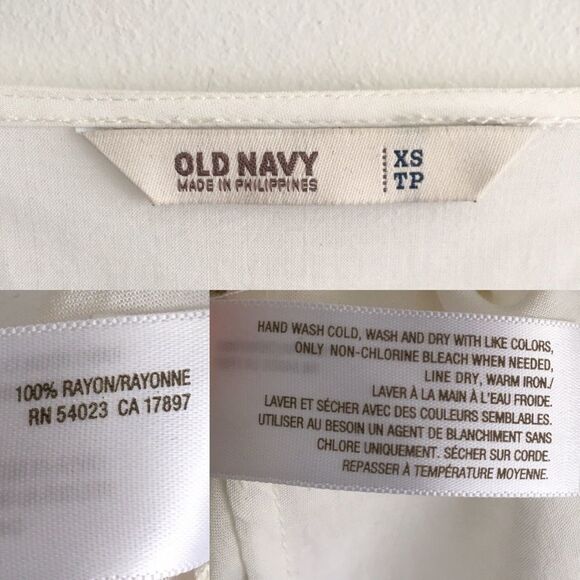 OLD NAVY
MADE IN PHILIPPINES
XS
TP
100% RAYON/RAYONNE
RN 54023 CA 17897
HAND WASH COLD, WASH AND DRY WITH LIKE COLORS,
ONLY NON-CHLORINE BLEACH WHEN NEEDED,
LINE DRY, WARM IRON./
LAVER À LA MAIN À L'EAU FROIDE.
LAVER ET SÉCHER AVEC DES COULEURS SEMBLABLES.
UTILISER AU BESOIN UN AGENT DE BLANCHIMENT SANS
CHLORE UNIQUEMENT. SÉCHER SUR CORDE.
REPASSER À TEMPÉRATURE MOYENNE.